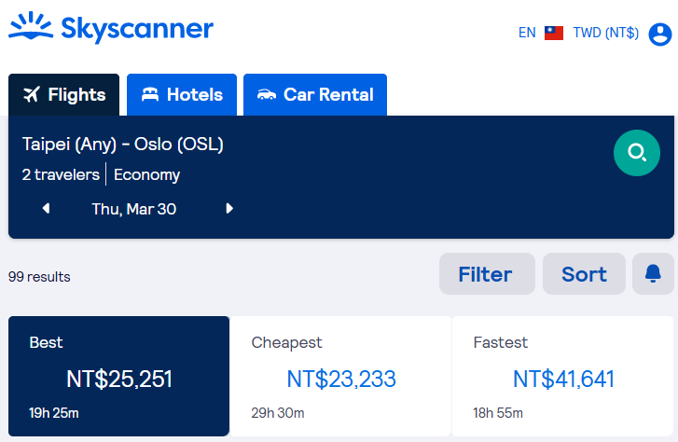 Skyscanner
EN TWD (NT$)
Flights Hotels Car Rental
Taipei (Any) – Oslo (OSL)
2 travelers Economy
Thu, Mar 30
99 results Filter Sort
Best Cheapest Fastest
NT$25,251 NT$23,233 NT$41,641
19h 25m 29h 30m 18h 55m